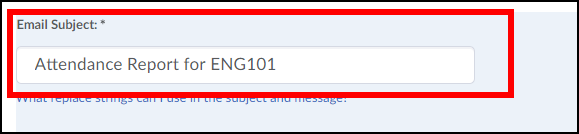 Email Subject: *
Attendance Report for ENG101
What replace strings can I use in the subject and message?